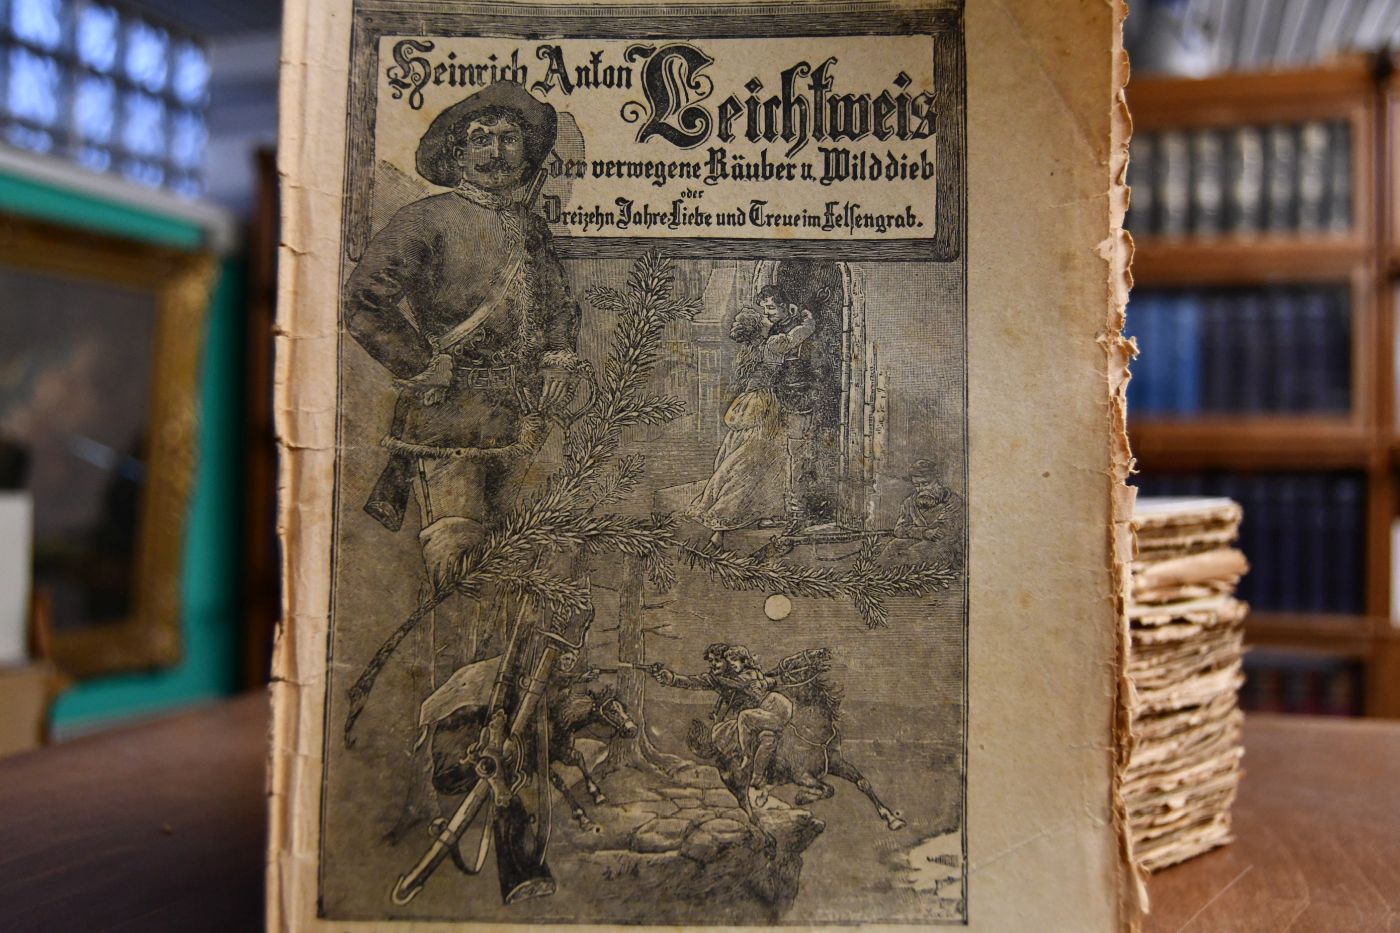 Heinrich Anton Leichtweis
der verwegene Räuber u. Wilddieb
oder
Dreizehn Jahre Liebe und Treue im Felsengrab.